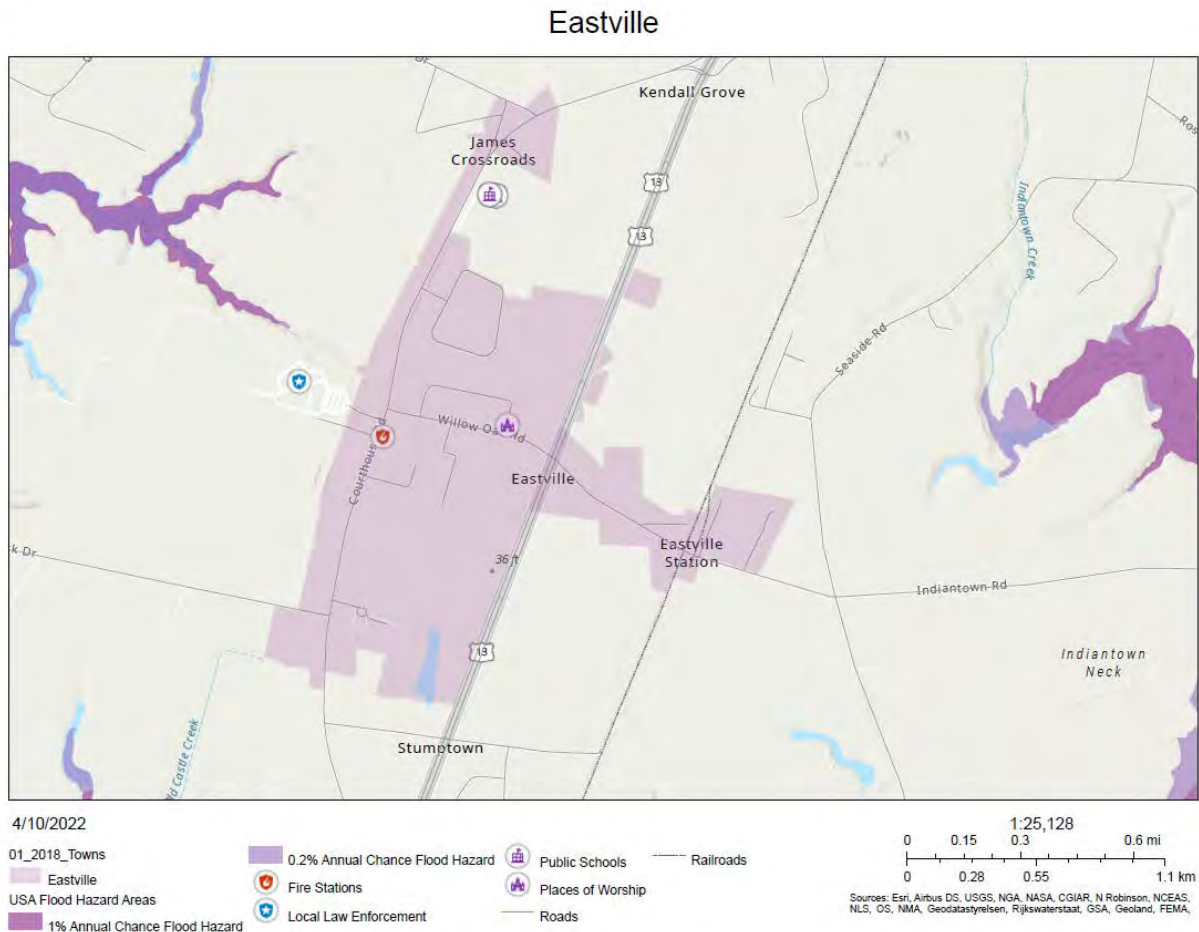 Eastville
Dr
Kendall Grove
James
Crossroads
13
Ros
13
Indiantown Creek
Seaside Rd
Willow Oak Rd
Courthouse Rd
Eastville
Eastville
Station
36 ft
k Dr
Indiantown Rd
13
Indiantown
Neck
Stumptown
ld Castle Creek
4/10/2022
1:25,128
0 0.15 0.3 0.6 mi
0 0.28 0.55 1.1 km
01_2018_Towns
Eastville
USA Flood Hazard Areas
1% Annual Chance Flood Hazard
0.2% Annual Chance Flood Hazard
Fire Stations
Local Law Enforcement
Public Schools
Places of Worship
Roads
Railroads
Sources: Esri, Airbus DS, USGS, NGA, NASA, CGIAR, N Robinson, NCEAS,
NLS, OS, NMA, Geodatastyrelsen, Rijkswaterstaat, GSA, Geoland, FEMA,